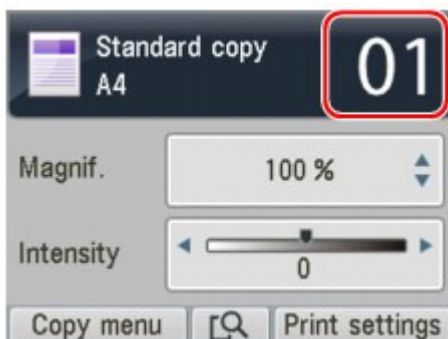 Standard copy
A4
01
Magnif.
100 %
Intensity
0
Copy menu
Print settings